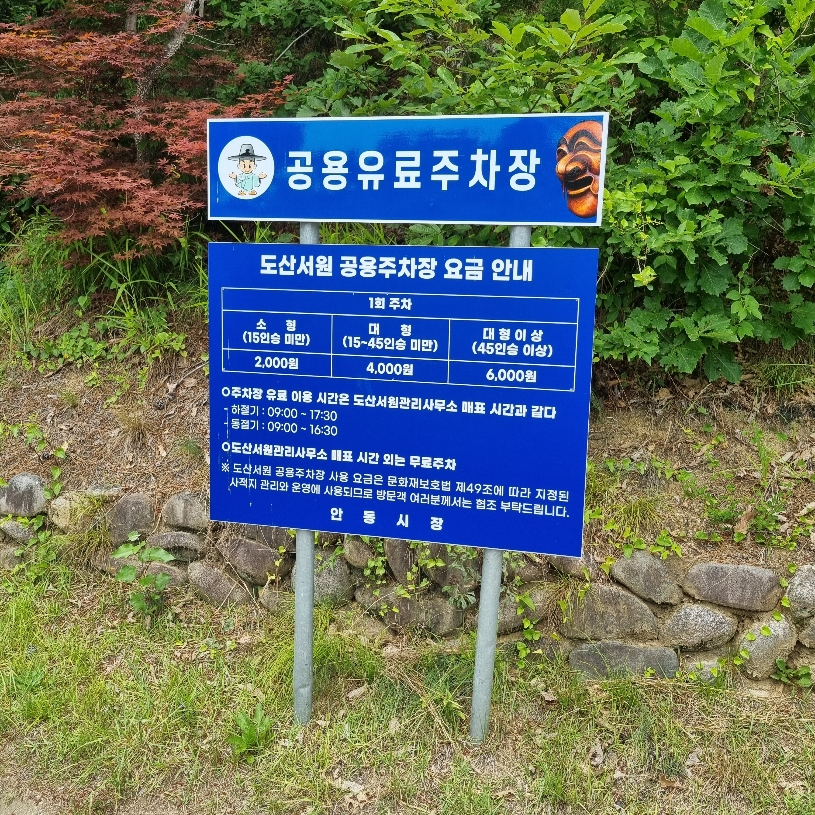 공용유료주차장
도산서원 공용주차장 요금 안내
1회 주차
소 형 대 형 대 형 이 상
(15인승 미만) (15~45인승 미만) (45인승 이상)
2,000원 4,000원 6,000원
○주차장 유료 이용 시간은 도산서원관리사무소 매표 시간과 같다
- 하절기 : 09:00 ~ 17:30
- 동절기 : 09:00 ~ 16:30
○도산서원관리사무소 매표 시간 외는 무료주차
※ 도산서원 공용주차장 사용 요금은 문화재보호법 제49조에 따라 지정된
사적지 관리와 운영에 사용되므로 방문객 여러분께서는 협조 부탁드립니다.
안 동 시 장